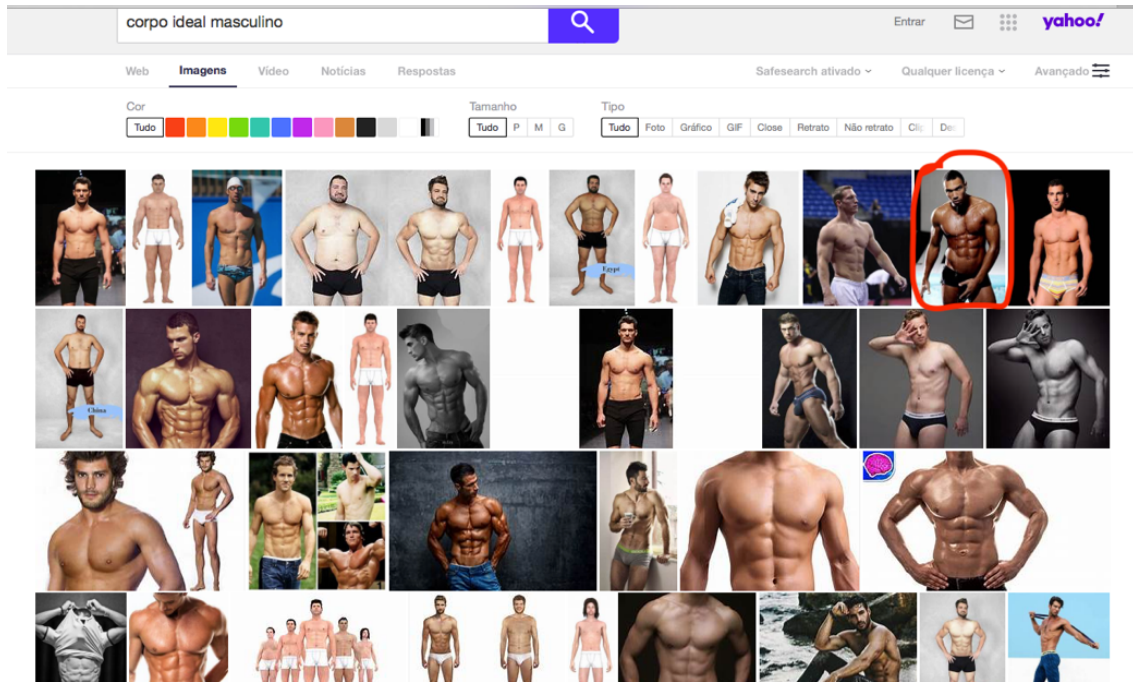 corpo ideal masculino
Entrar
yahoo!
Web Imagens Vídeo Notícias Respostas
Safesearch ativado Qualquer licença Avançado
Cor Tamanho Tipo
Tudo Tudo P M G Tudo Foto Gráfico GIF Close Retrato Não retrato
Egypt
China